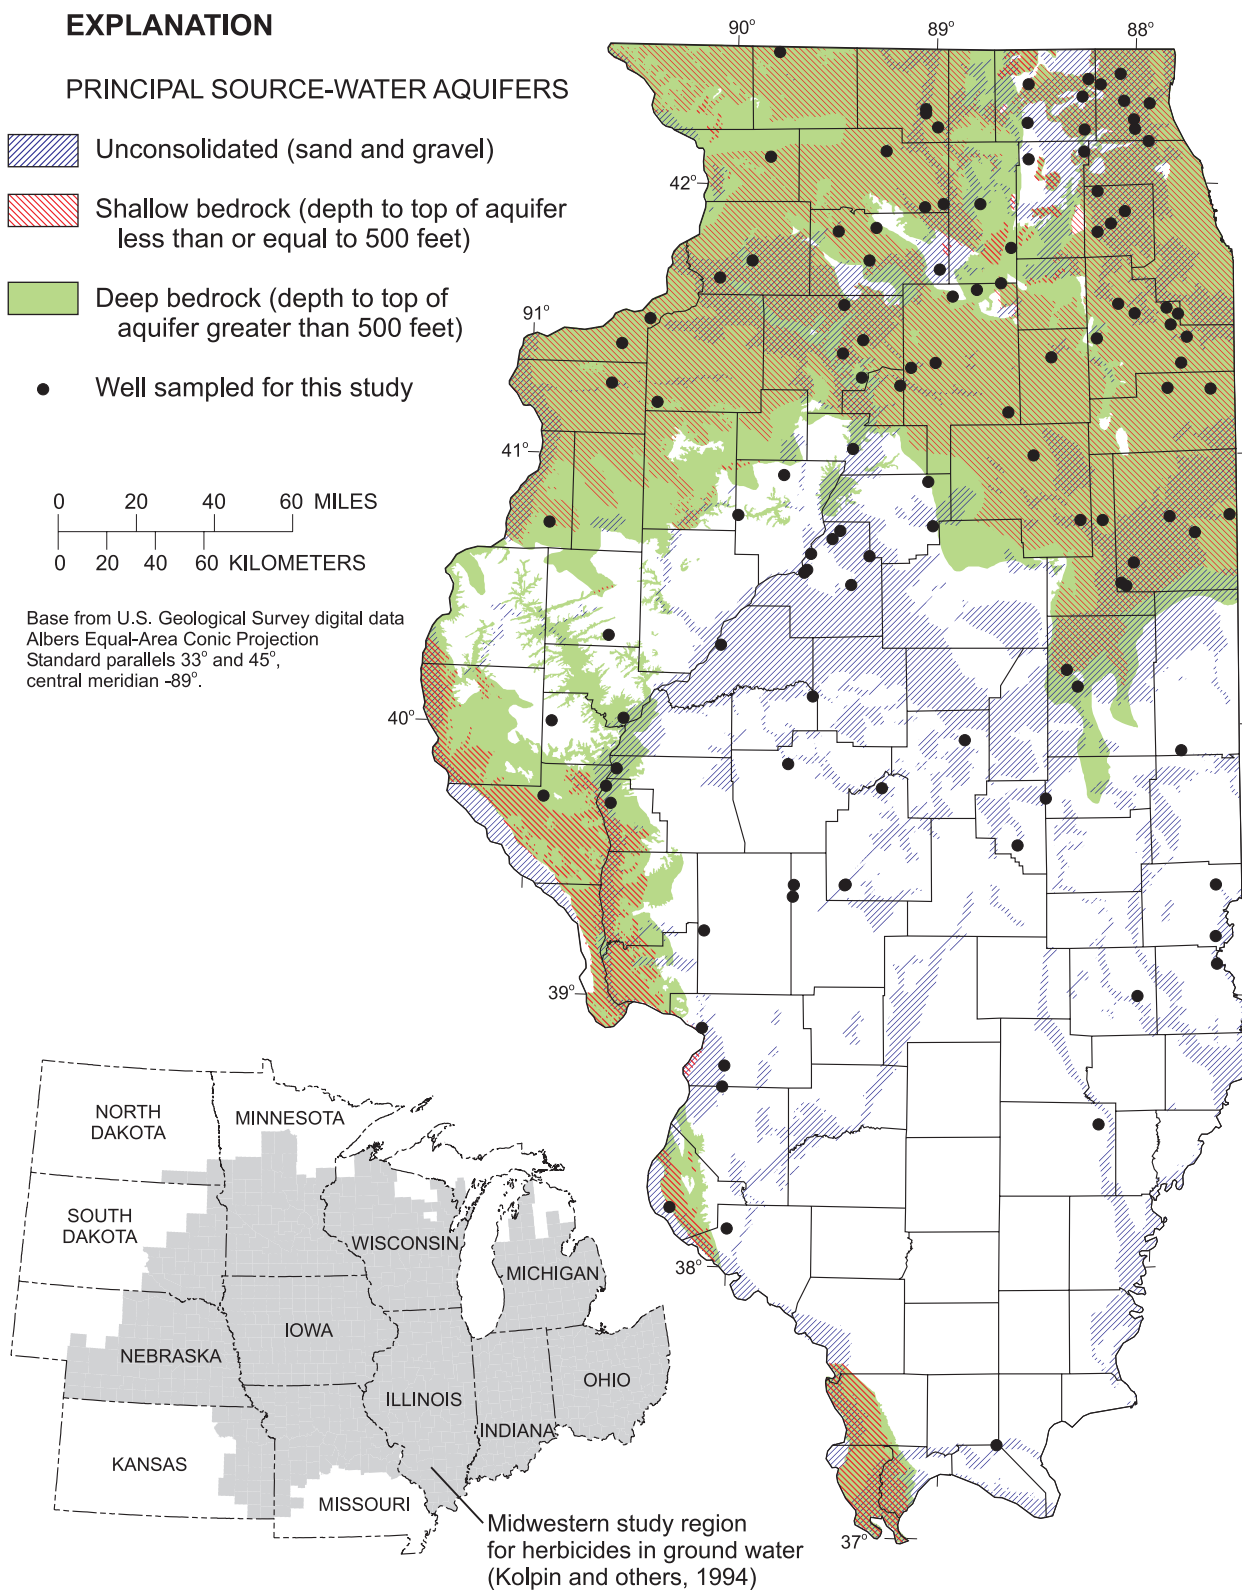 EXPLANATION
PRINCIPAL SOURCE-WATER AQUIFERS
Unconsolidated (sand and gravel)
Shallow bedrock (depth to top of aquifer
less than or equal to 500 feet)
Deep bedrock (depth to top of
aquifer greater than 500 feet)
Well sampled for this study
0 20 40 60 MILES
0 20 40 60 KILOMETERS
Base from U.S. Geological Survey digital data
Albers Equal-Area Conic Projection
Standard parallels 33° and 45°,
central meridian -89°.
90° 89° 88°
42°
91°
41°
40°
39°
38°
37°
NORTH
DAKOTA
MINNESOTA
SOUTH
DAKOTA
WISCONSIN
MICHIGAN
IOWA
NEBRASKA
ILLINOIS
OHIO
INDIANA
KANSAS
MISSOURI
Midwestern study region
for herbicides in ground water
(Kolpin and others, 1994)